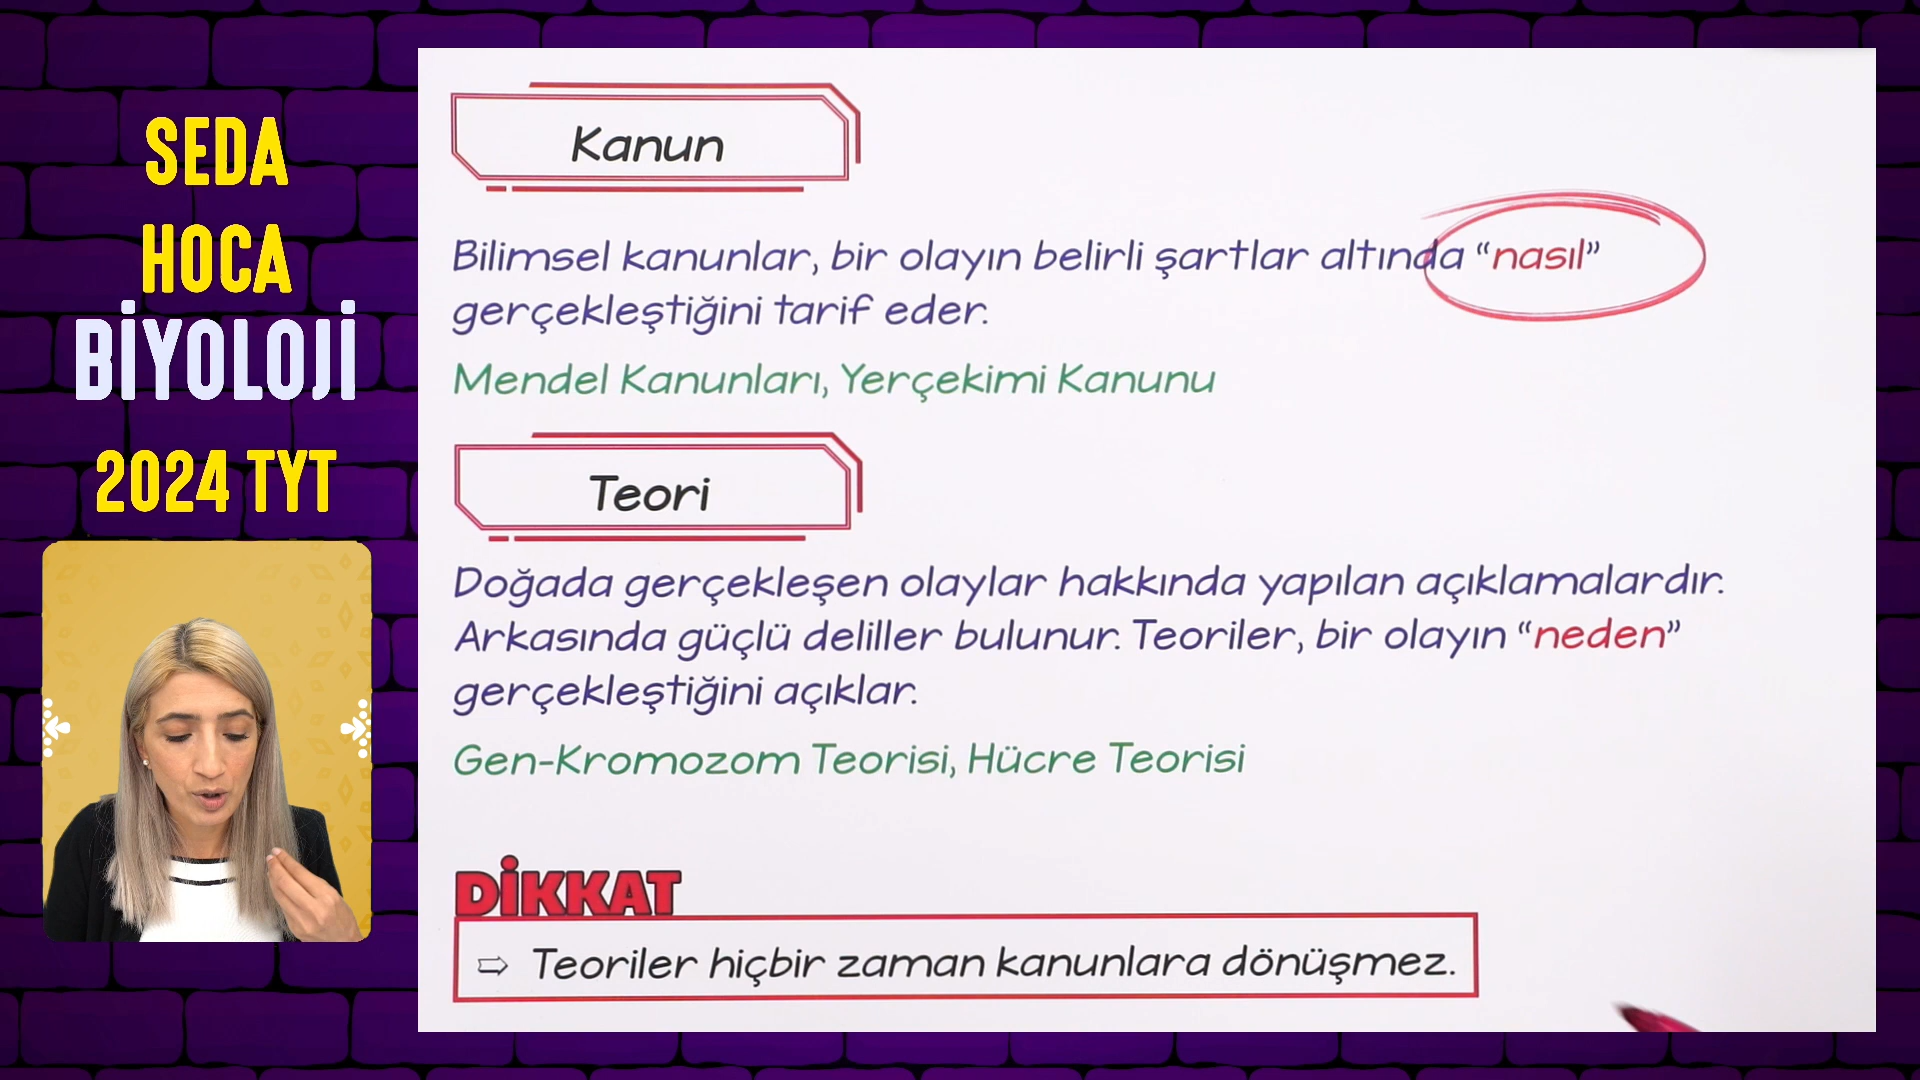 SEDA
HOCA
BİYOLOJİ
2024 TYT
Kanun
Bilimsel kanunlar, bir olayın belirli şartlar altında “nasıl”
gerçekleştiğini tarif eder.
Mendel Kanunları, Yerçekimi Kanunu
Teori
Doğada gerçekleşen olaylar hakkında yapılan açıklamalardır.
Arkasında güçlü deliller bulunur. Teoriler, bir olayın “neden”
gerçekleştiğini açıklar.
Gen-Kromozom Teorisi, Hücre Teorisi
DİKKAT
⇨ Teoriler hiçbir zaman kanunlara dönüşmez.